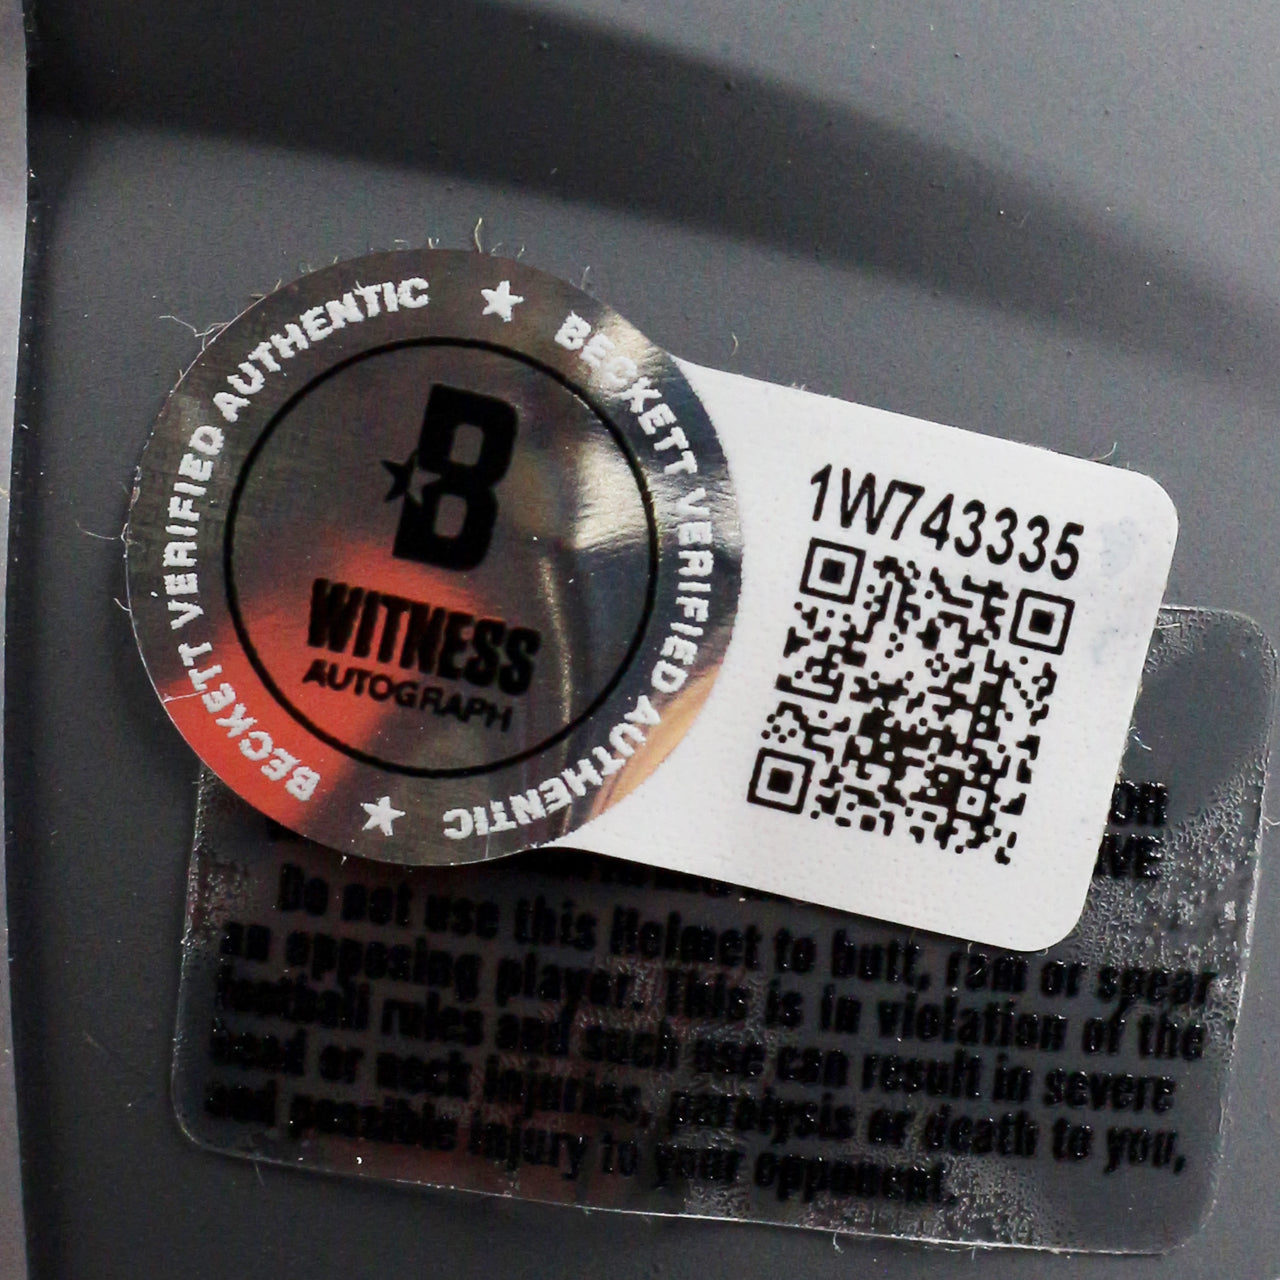 BECKETT VERIFIED AUTHENTIC
★ BECKETT VERIFIED AUTHENTIC ★
B
WITNESS
AUTOGRAPH
1W743335
Do not use this Helmet to butt, ram or spear
an opposing player. This is in violation of the
football rules and such use can result in severe
head or neck injuries, paralysis or death to you,
and possible injury to your opponent.